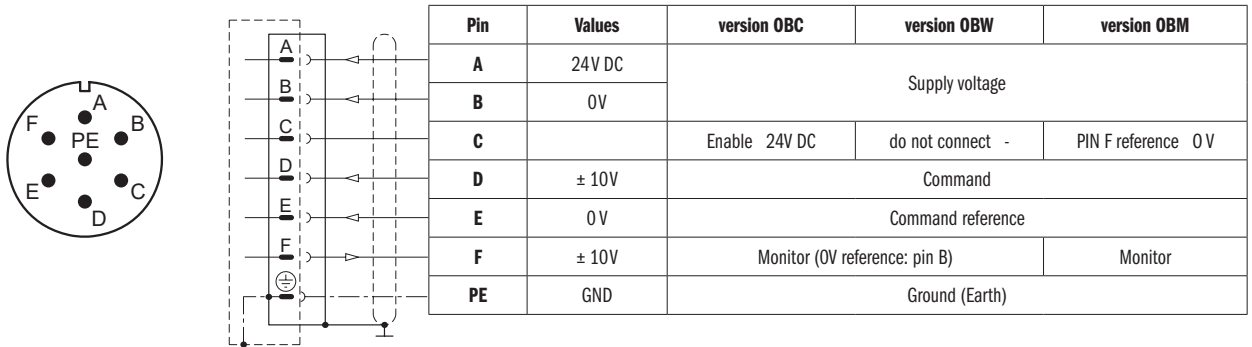 A
B
C
D
E
F
PE
A
B
C
D
E
F
Pin Values version OBC version OBW version OBM
A 24V DC Supply voltage
B 0V
C Enable 24V DC do not connect - PIN F reference 0 V
D ± 10V Command
E 0 V Command reference
F ± 10V Monitor (0V reference: pin B) Monitor
PE GND Ground (Earth)